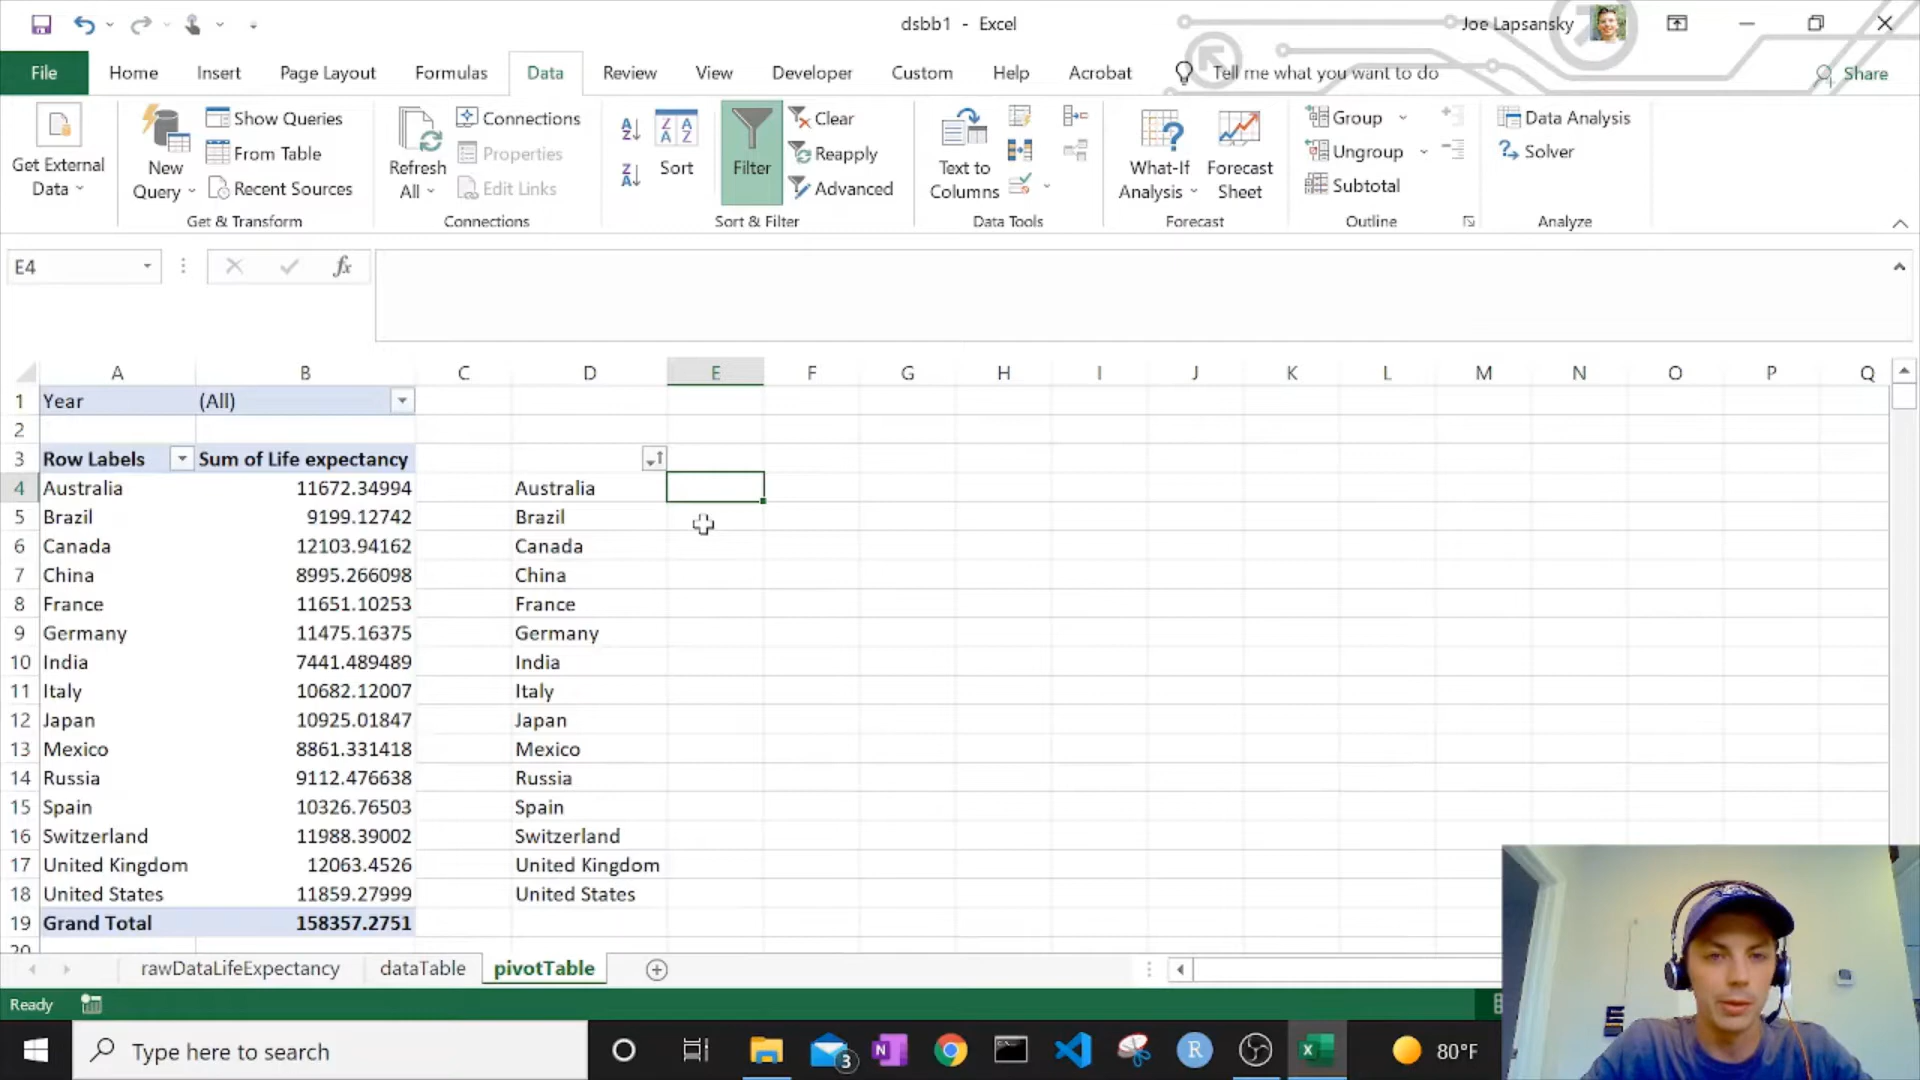 dsbb1 - Excel
Joe Lapsansky
File Home Insert Page Layout Formulas Data Review View Developer Custom Help Acrobat Tell me what you want to do Share
Get External Data
New Query
Show Queries
From Table
Recent Sources
Get & Transform
Refresh All
Connections
Properties
Edit Links
Connections
Sort
Filter
Clear
Reapply
Advanced
Sort & Filter
Text to Columns
Data Tools
What-If Analysis
Forecast Sheet
Forecast
Group
Ungroup
Subtotal
Outline
Data Analysis
Solver
Analyze
E4
fx
A B C D E F G H I J K L M N O P Q
1 Year (All)
2
3 Row Labels Sum of Life expectancy
4 Australia 11672.34994 Australia
5 Brazil 9199.12742 Brazil
6 Canada 12103.94162 Canada
7 China 8995.266098 China
8 France 11651.10253 France
9 Germany 11475.16375 Germany
10 India 7441.489489 India
11 Italy 10682.12007 Italy
12 Japan 10925.01847 Japan
13 Mexico 8861.331418 Mexico
14 Russia 9112.476638 Russia
15 Spain 10326.76503 Spain
16 Switzerland 11988.39002 Switzerland
17 United Kingdom 12063.4526 United Kingdom
18 United States 11859.27999 United States
19 Grand Total 158357.2751
20
rawDataLifeExpectancy dataTable pivotTable
Ready
Type here to search
3
N
R
X
80°F